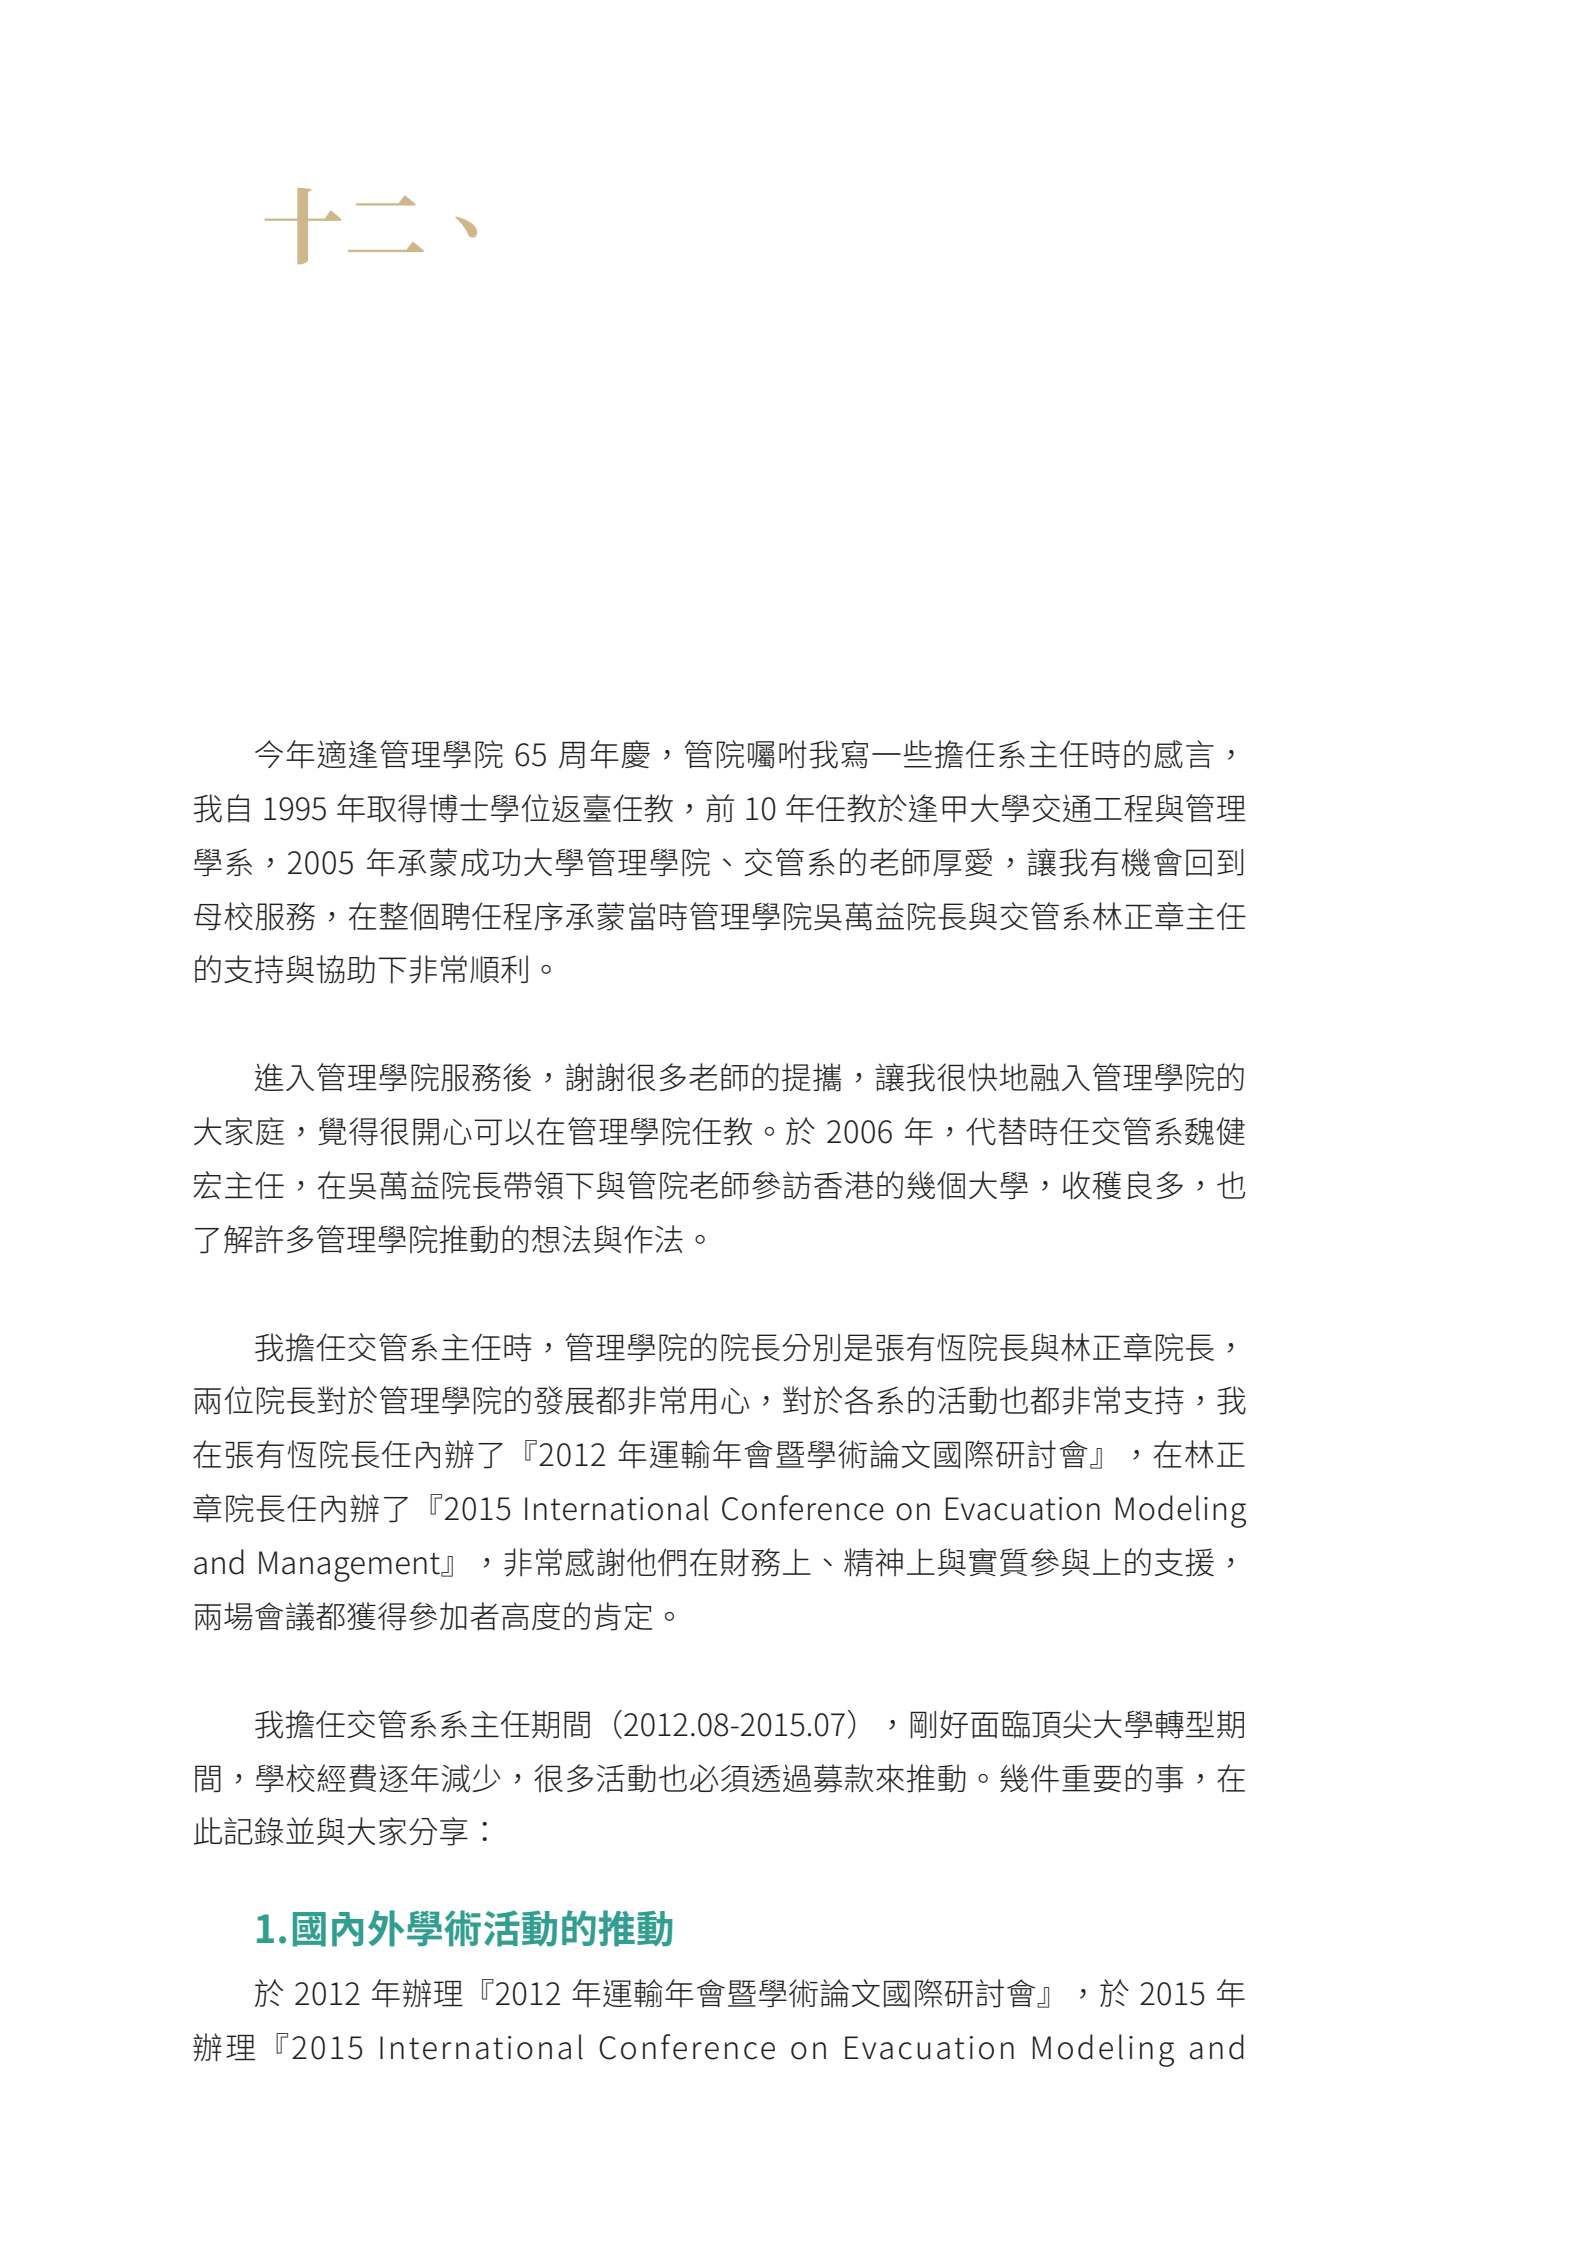 十二、
今年適逢管理學院 65 周年慶，管院囑咐我寫一些擔任系主任時的感言，
我自 1995 年取得博士學位返臺任教，前 10 年任教於逢甲大學交通工程與管理
學系，2005 年承蒙成功大學管理學院、交管系的老師厚愛，讓我有機會回到
母校服務，在整個聘任程序承蒙當時管理學院吳萬益院長與交管系林正章主任
的支持與協助下非常順利。
進入管理學院服務後，謝謝很多老師的提攜，讓我很快地融入管理學院的
大家庭，覺得很開心可以在管理學院任教。於 2006 年，代替時任交管系魏健
宏主任，在吳萬益院長帶領下與管院老師參訪香港的幾個大學，收穫良多，也
了解許多管理學院推動的想法與作法。
我擔任交管系主任時，管理學院的院長分別是張有恆院長與林正章院長，
兩位院長對於管理學院的發展都非常用心，對於各系的活動也都非常支持，我
在張有恆院長任內辦了『2012 年運輸年會暨學術論文國際研討會』，在林正
章院長任內辦了『2015 International Conference on Evacuation Modeling
and Management』，非常感謝他們在財務上、精神上與實質參與上的支援，
兩場會議都獲得參加者高度的肯定。
我擔任交管系系主任期間（2012.08-2015.07），剛好面臨頂尖大學轉型期
間，學校經費逐年減少，很多活動也必須透過募款來推動。幾件重要的事，在
此記錄並與大家分享：
1.國內外學術活動的推動
於 2012 年辦理『2012 年運輸年會暨學術論文國際研討會』，於 2015 年
辦理『2015 International Conference on Evacuation Modeling and